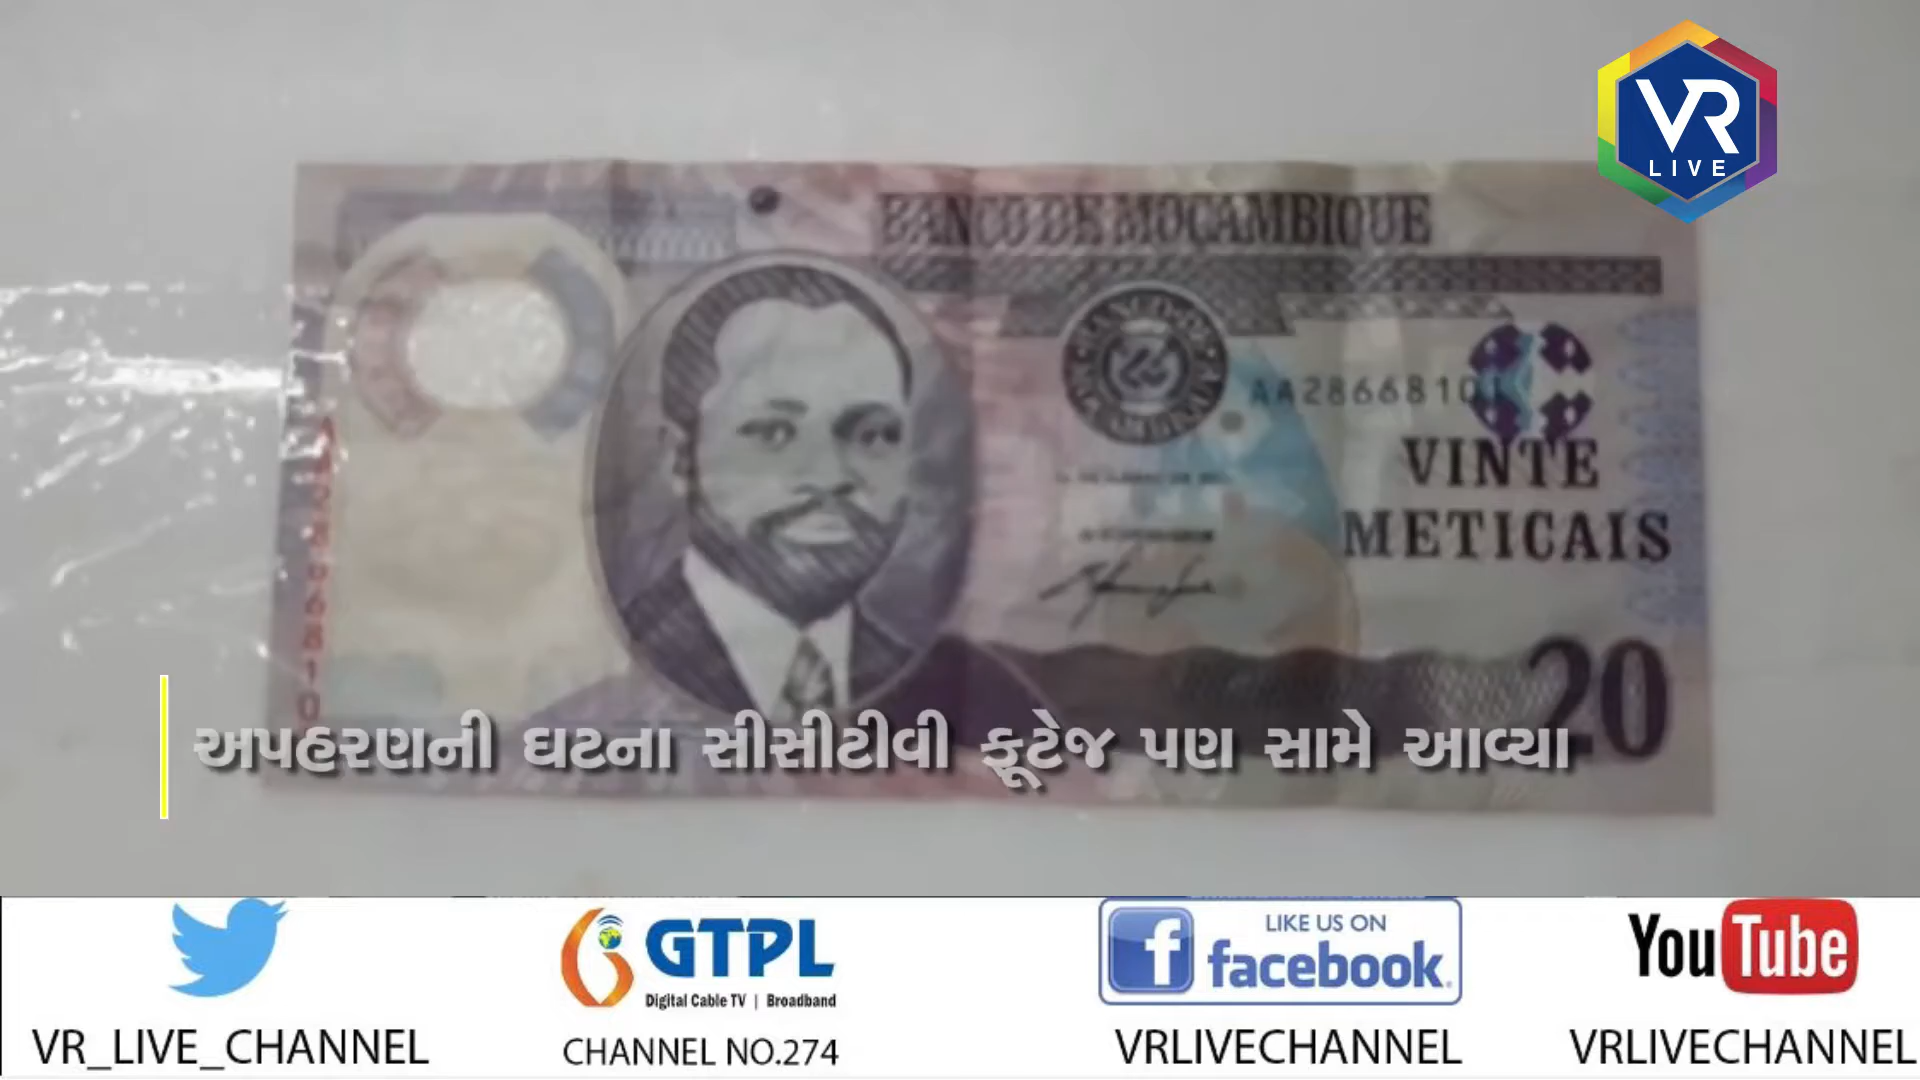 VR
LIVE
BANCO DE MOÇAMBIQUE
AA2866810
VINTE
METICAIS
20
અપહરણની ઘટના સીસીટીવી ફૂટેજ પણ સામે આવ્યા
GTPL
Digital Cable TV | Broadband
LIKE US ON
facebook
YouTube
VR_LIVE_CHANNEL
CHANNEL NO.274
VRLIVECHANNEL
VRLIVECHANNEL